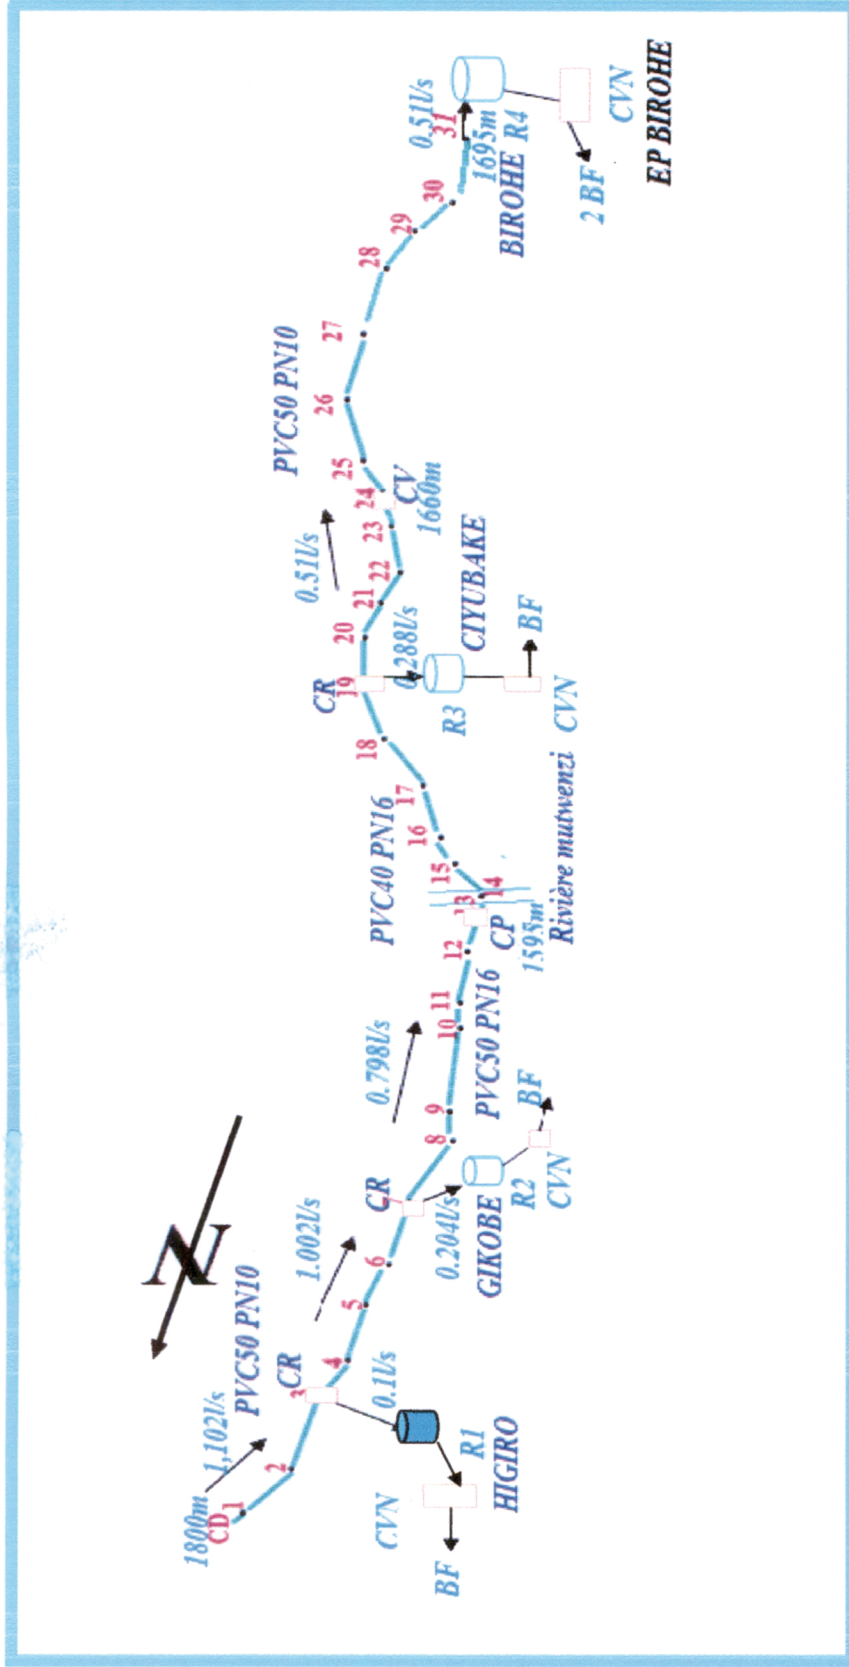 1800m
CD
1
1,102l/s
2
PVC50 PN10
3
CR
0.1l/s
R1
HIGIRO
CVN
BF
N
4
5
6
1.002l/s
CR
0.204l/s
GIKOBE
R2
CVN
BF
8
9
0.798l/s
10
11
PVC50 PN16
12
13
CP
1595m
14
Rivière mutwenzi
15
16
17
PVC40 PN16
18
CR
19
0.288l/s
R3
CIYUBAKE
CVN
BF
20
21
22
0.51l/s
23
24
CV
1660m
25
PVC50 PN10
26
27
28
29
30
31
0.51l/s
1695m
BIROHE R4
2 BF
CVN
EP BIROHE